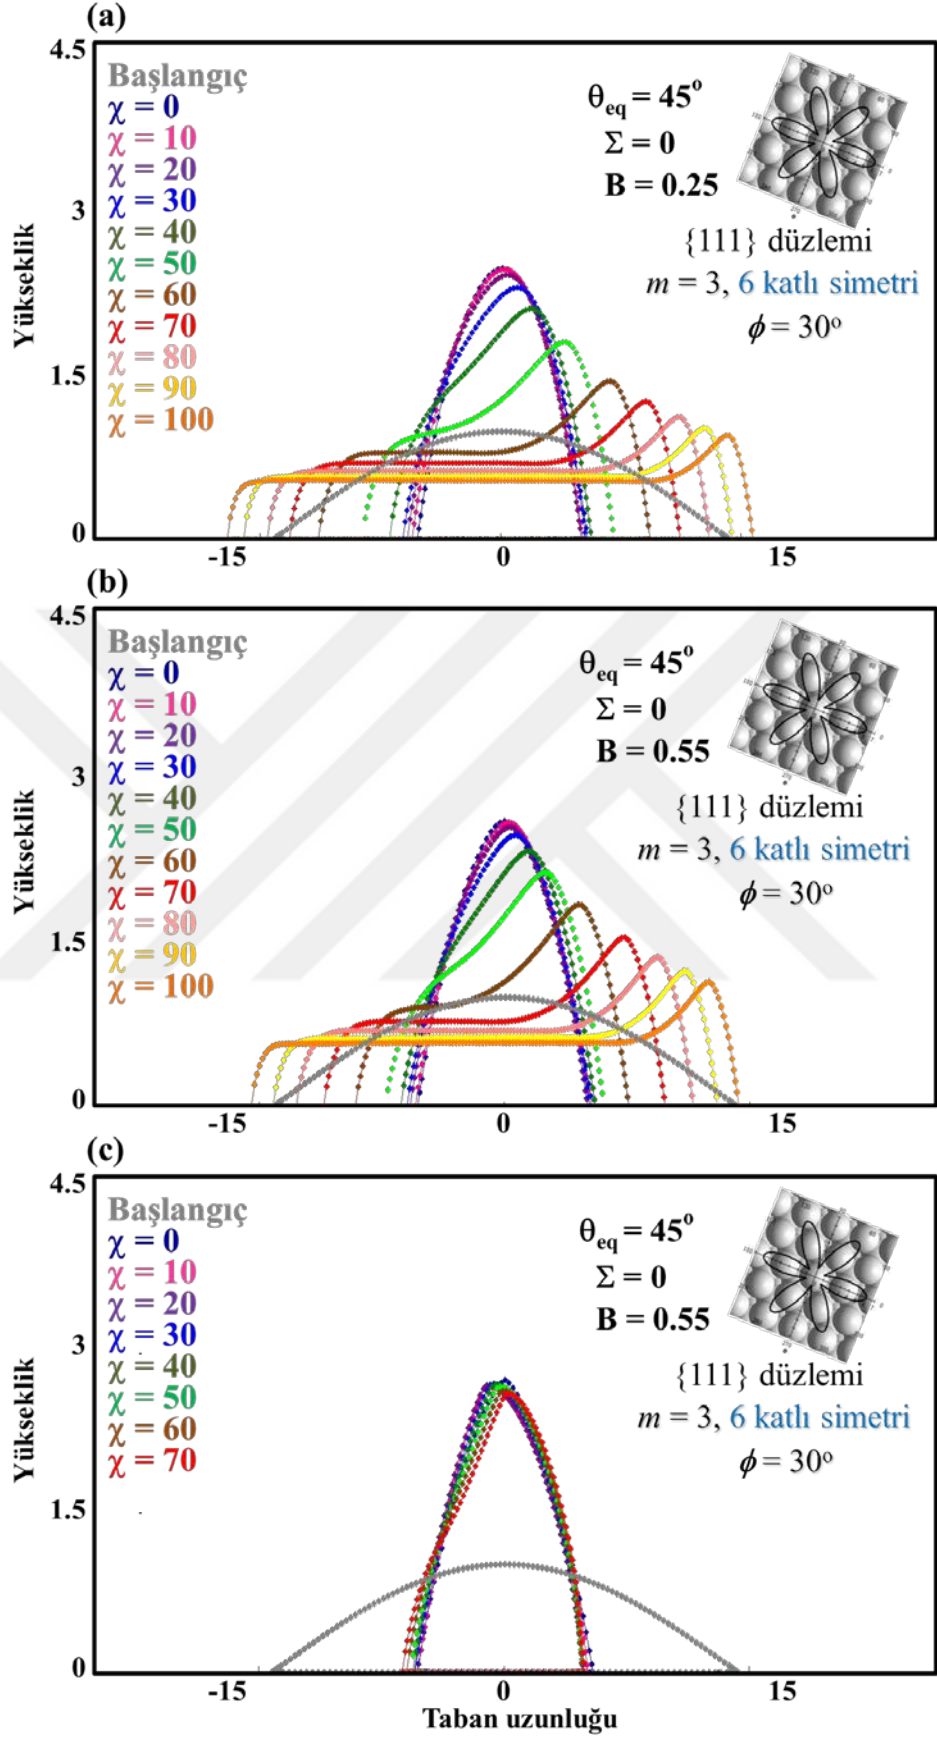 (a)
4.5
Başlangıç
χ = 0
χ = 10
χ = 20
χ = 30
χ = 40
χ = 50
χ = 60
χ = 70
χ = 80
χ = 90
χ = 100
θeq = 45°
Σ = 0
B = 0.25
{111} düzlemi
m = 3, 6 katlı simetri
ϕ = 30°
3
Yükseklik
1.5
0
-15
0
15
(b)
4.5
Başlangıç
χ = 0
χ = 10
χ = 20
χ = 30
χ = 40
χ = 50
χ = 60
χ = 70
χ = 80
χ = 90
χ = 100
θeq = 45°
Σ = 0
B = 0.55
{111} düzlemi
m = 3, 6 katlı simetri
ϕ = 30°
3
Yükseklik
1.5
0
-15
0
15
(c)
4.5
Başlangıç
χ = 0
χ = 10
χ = 20
χ = 30
χ = 40
χ = 50
χ = 60
χ = 70
θeq = 45°
Σ = 0
B = 0.55
{111} düzlemi
m = 3, 6 katlı simetri
ϕ = 30°
3
Yükseklik
1.5
0
-15
0
15
Taban uzunluğu